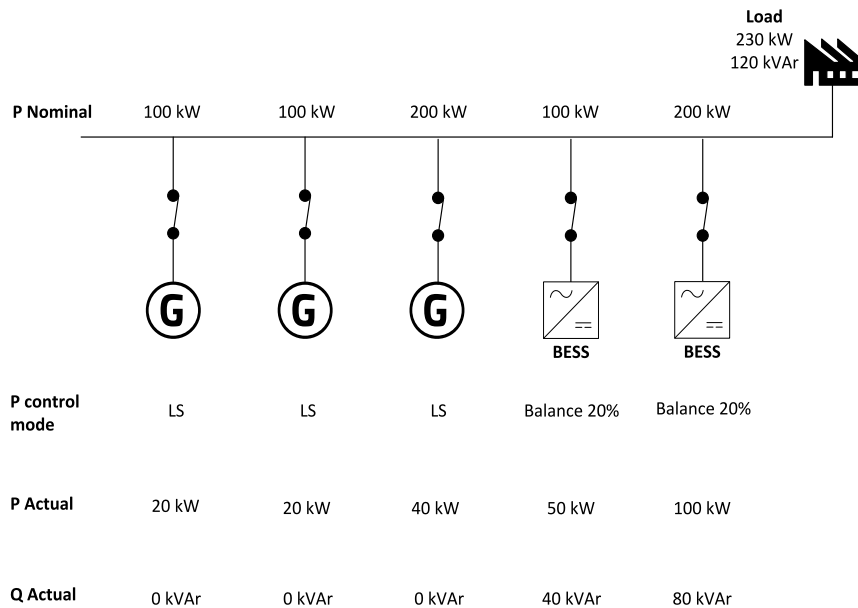 Load
230 kW
120 kVAr
P Nominal 100 kW 100 kW 200 kW 100 kW 200 kW
G G G
BESS BESS
P control
mode LS LS LS Balance 20% Balance 20%
P Actual 20 kW 20 kW 40 kW 50 kW 100 kW
Q Actual 0 kVAr 0 kVAr 0 kVAr 40 kVAr 80 kVAr